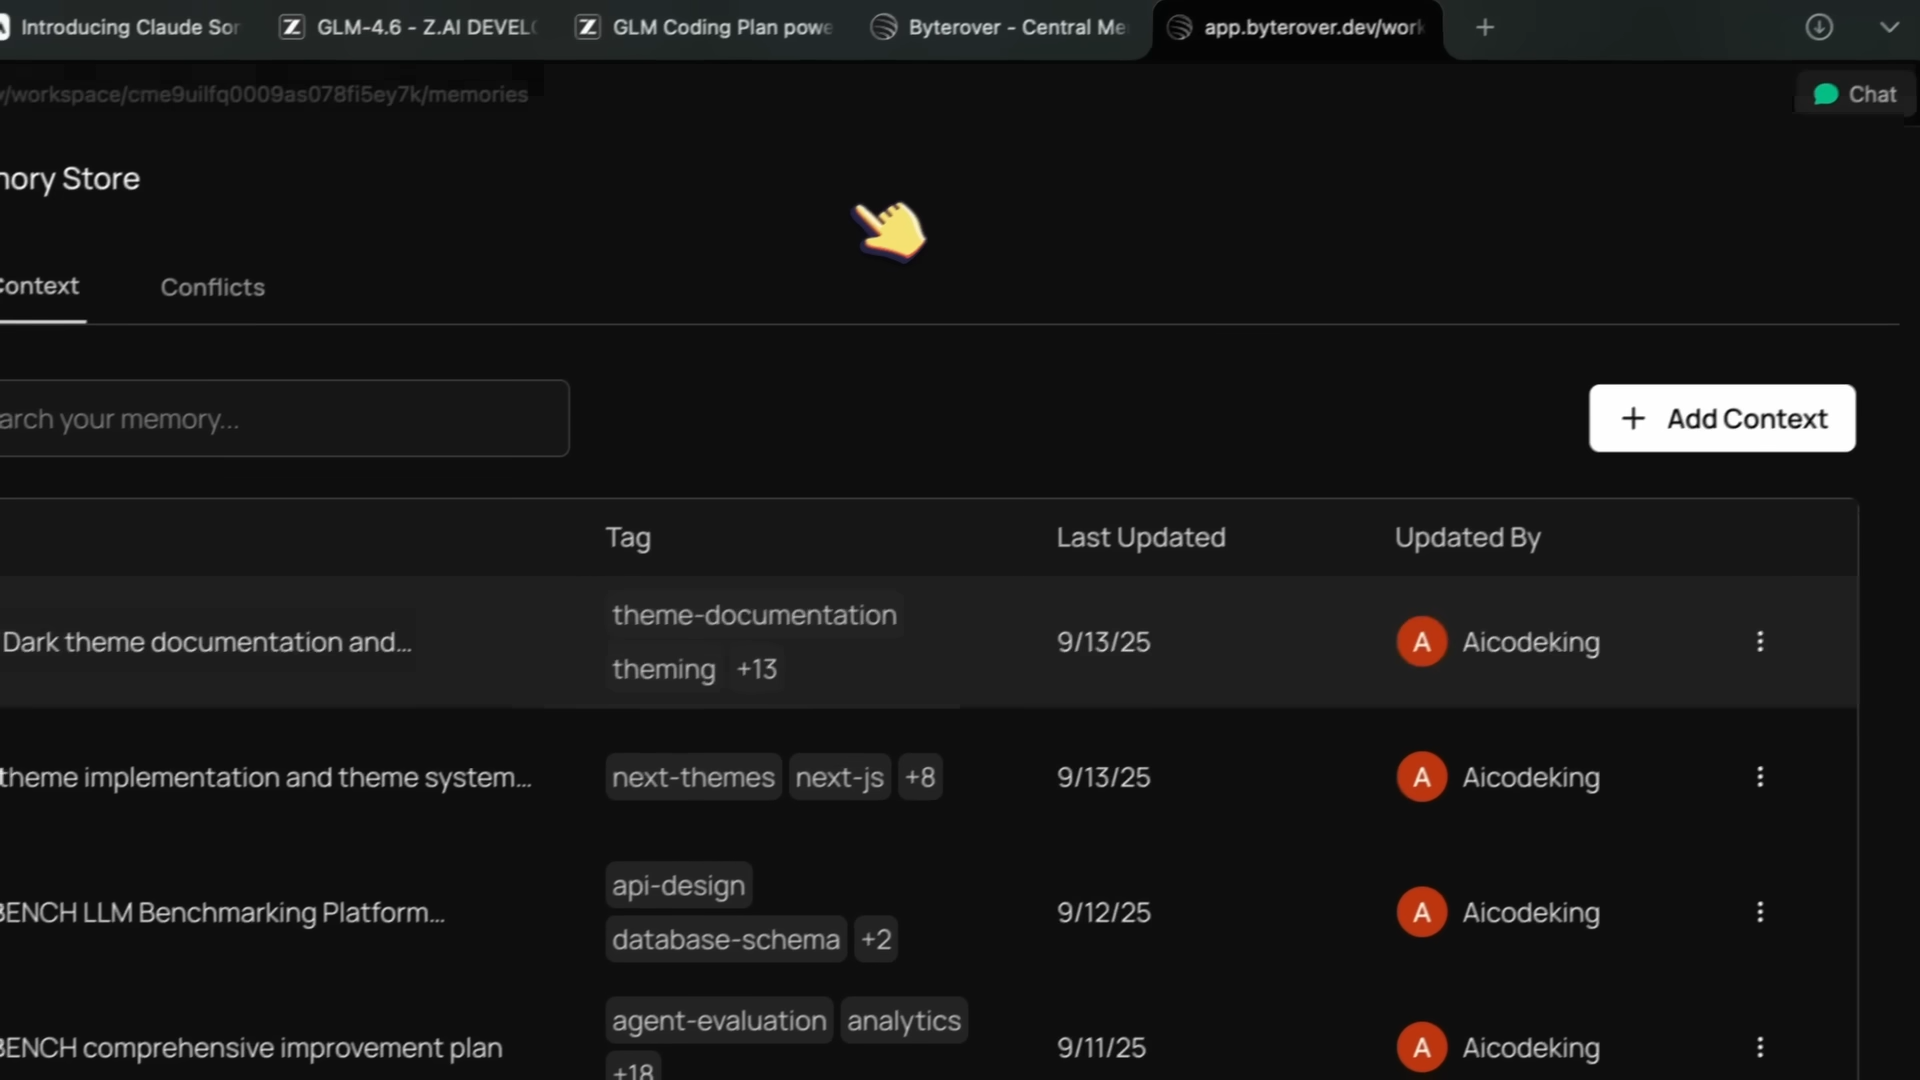 Introducing Claude Son
GLM-4.6 - Z.AI DEVEL
GLM Coding Plan powe
Byterover - Central Me
app.byterover.dev/work
/workspace/cme9uilfq0009as078fi5ey7k/memories
Chat
mory Store
Context
Conflicts
arch your memory...
+ Add Context
Tag
Last Updated
Updated By
Dark theme documentation and...
theme-documentation
theming +13
9/13/25
A Aicodeking
theme implementation and theme system...
next-themes next-js +8
9/13/25
A Aicodeking
BENCH LLM Benchmarking Platform...
api-design
database-schema +2
9/12/25
A Aicodeking
BENCH comprehensive improvement plan
agent-evaluation analytics
+18
9/11/25
A Aicodeking